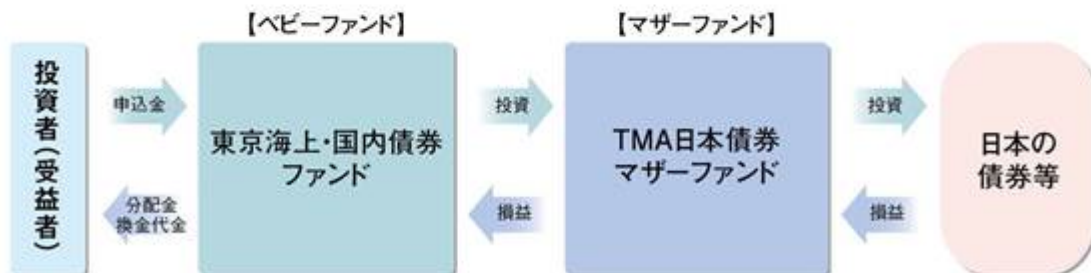 【ベビーファンド】
【マザーファンド】
投資者(受益者)
申込金
分配金
換金代金
東京海上・国内債券
ファンド
投資
損益
TMA日本債券
マザーファンド
投資
損益
日本の
債券等